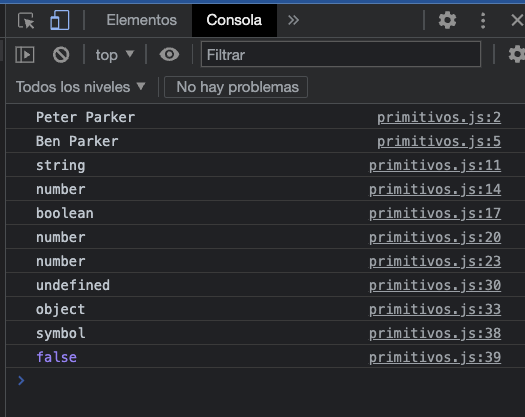 Elementos Consola »
top ▼ Filtrar
Todos los niveles ▼ No hay problemas
Peter Parker primitivos.js:2
Ben Parker primitivos.js:5
string primitivos.js:11
number primitivos.js:14
boolean primitivos.js:17
number primitivos.js:20
number primitivos.js:23
undefined primitivos.js:30
object primitivos.js:33
symbol primitivos.js:38
false primitivos.js:39
>